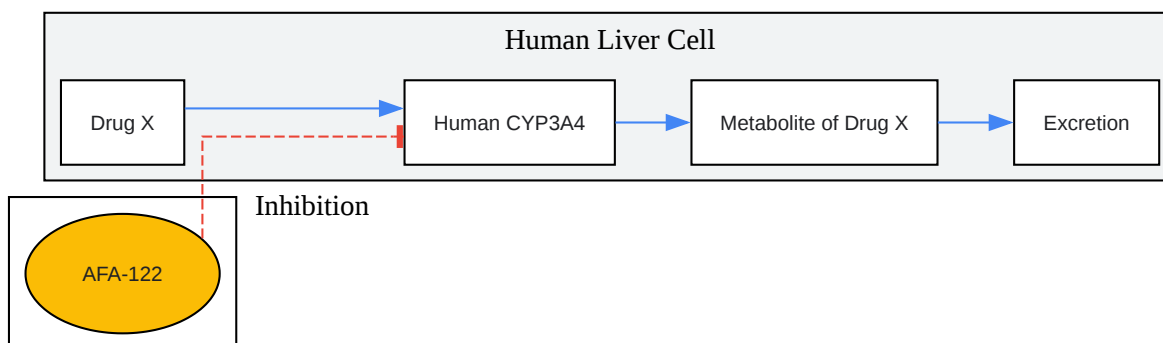 Human Liver Cell
Drug X
Human CYP3A4
Metabolite of Drug X
Excretion
Inhibition
AFA-122